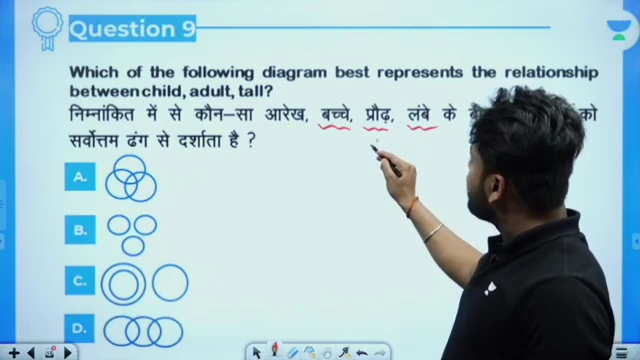 Question 9
Which of the following diagram best represents the relationship
between child, adult, tall?
निम्नांकित में से कौन–सा आरेख, बच्चे, प्रौढ़, लंबे के को
सर्वोत्तम ढंग से दर्शाता है ?
A.
B.
C.
D.